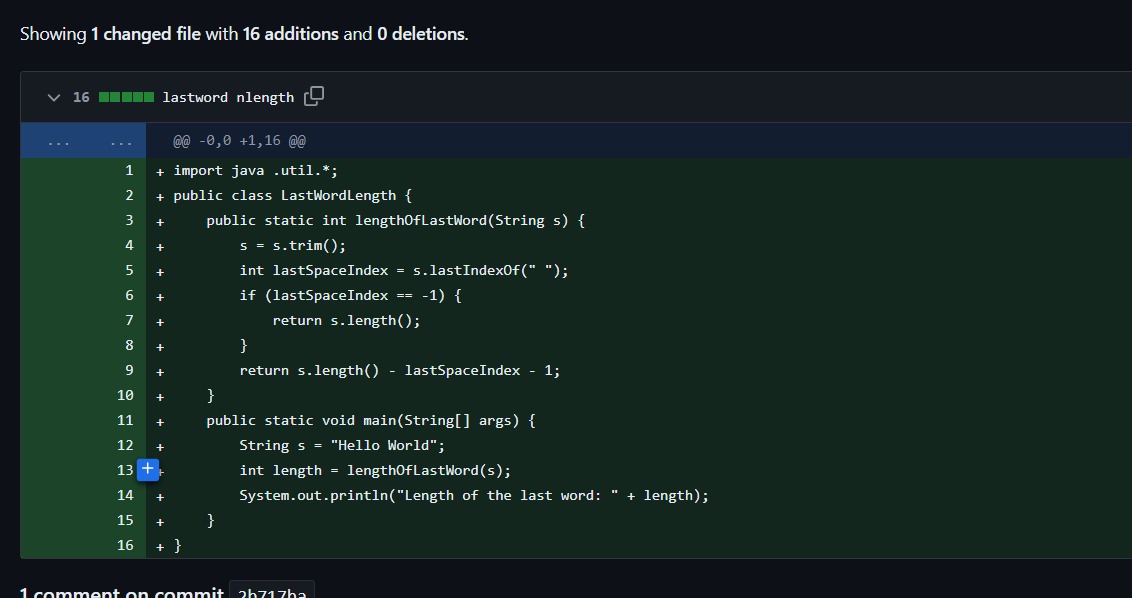 Showing 1 changed file with 16 additions and 0 deletions.
16 lastword nlength
... ... @@ -0,0 +1,16 @@
1 + import java .util.*;
2 + public class LastWordLength {
3 +     public static int lengthOfLastWord(String s) {
4 +         s = s.trim();
5 +         int lastSpaceIndex = s.lastIndexOf(" ");
6 +         if (lastSpaceIndex == -1) {
7 +             return s.length();
8 +         }
9 +         return s.length() - lastSpaceIndex - 1;
10 +     }
11 +     public static void main(String[] args) {
12 +         String s = "Hello World";
13 +         int length = lengthOfLastWord(s);
14 +         System.out.println("Length of the last word: " + length);
15 +     }
16 + }
1 comment on commit 2b717ba